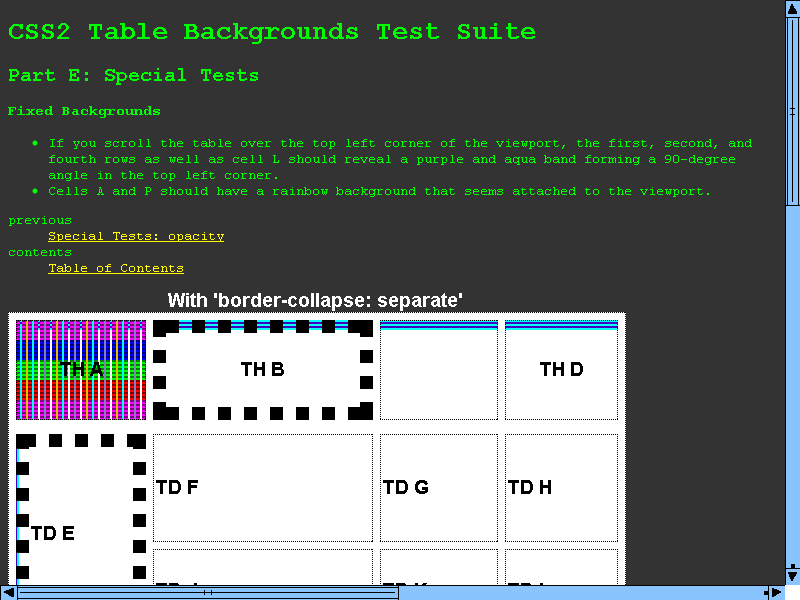 CSS2 Table Backgrounds Test Suite
Part E: Special Tests
Fixed Backgrounds
• If you scroll the table over the top left corner of the viewport, the first, second, and
fourth rows as well as cell L should reveal a purple and aqua band forming a 90-degree
angle in the top left corner.
• Cells A and P should have a rainbow background that seems attached to the viewport.
previous
Special Tests: opacity
contents
Table of Contents
With 'border-collapse: separate'
TH A TH B TH D
TD F TD G TD H
TD E